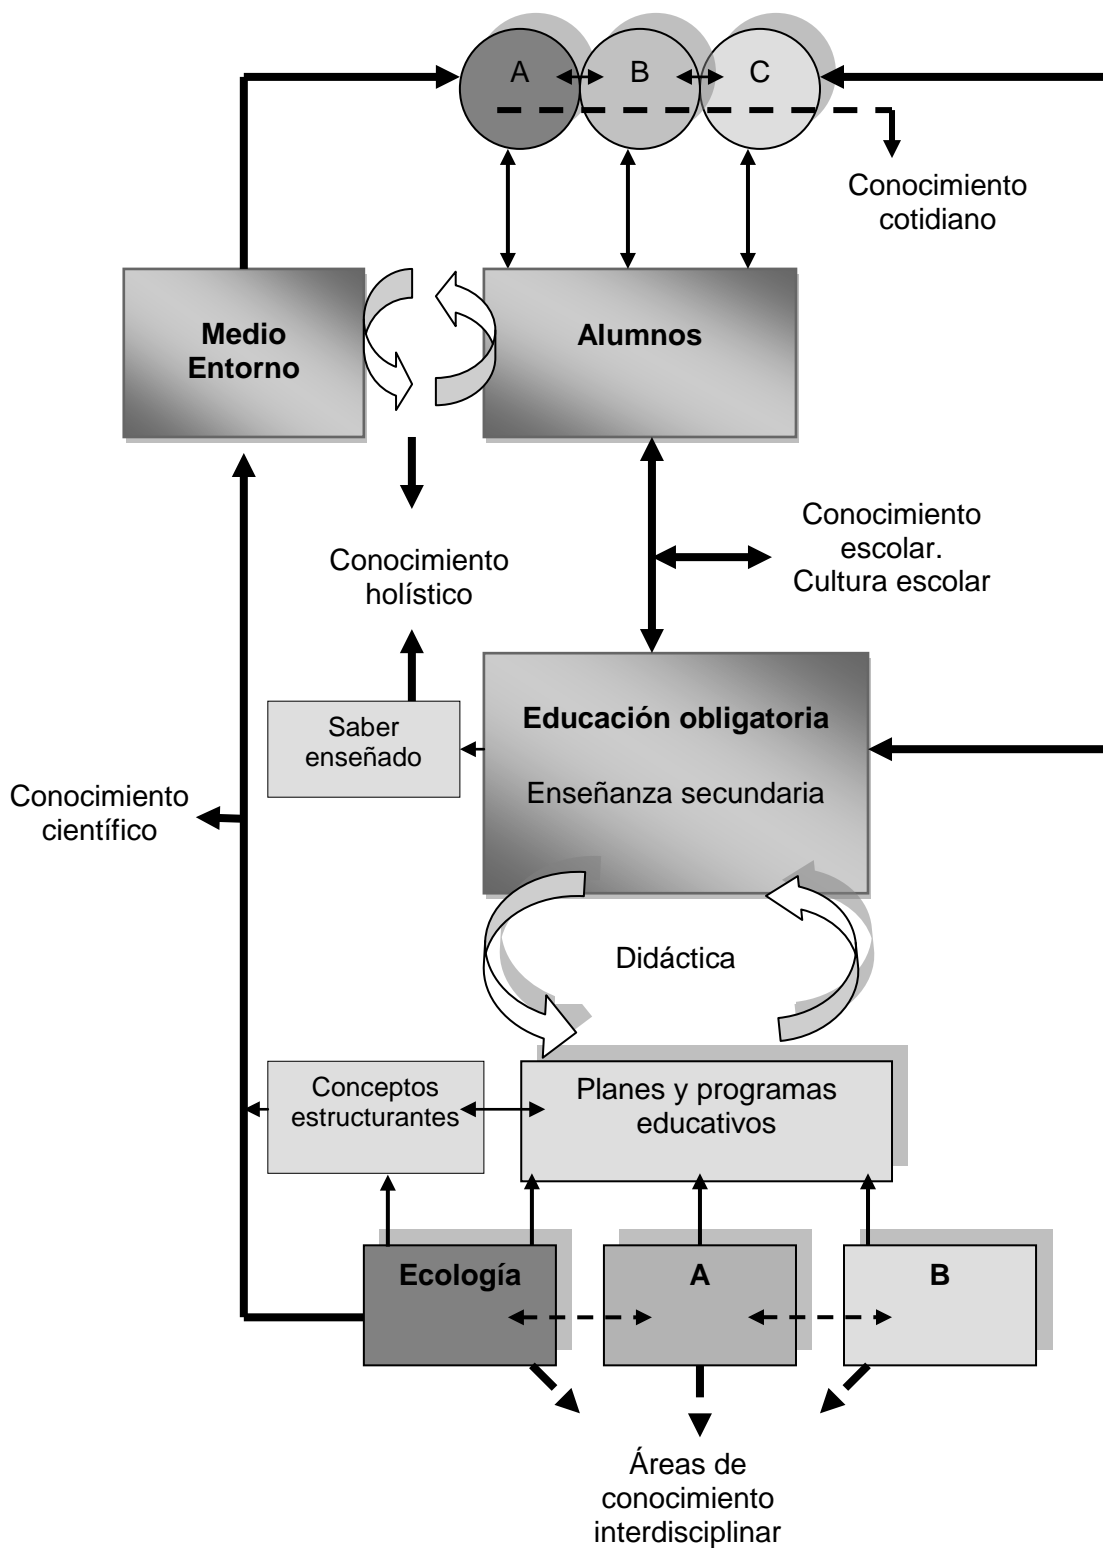 A
B
C
Conocimiento
cotidiano
Medio
Entorno
Alumnos
Conocimiento
escolar.
Cultura escolar
Conocimiento
holístico
Educación obligatoria
Enseñanza secundaria
Saber
enseñado
Conocimiento
científico
Didáctica
Conceptos
estructurantes
Planes y programas
educativos
Ecología
A
B
Áreas de
conocimiento
interdisciplinar